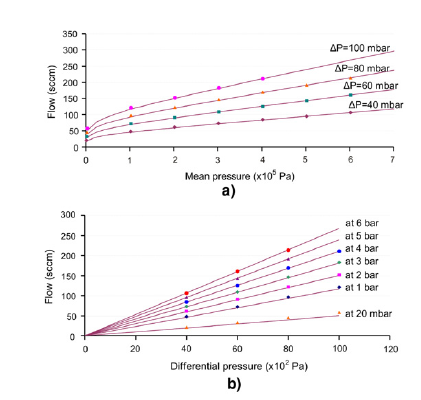 350
300
250
200
150
100
50
0
Flow (sccm)
ΔP=100 mbar
ΔP=80 mbar
ΔP=60 mbar
ΔP=40 mbar
0 1 2 3 4 5 6 7
Mean pressure (x10⁵ Pa)
a)
300
250
200
150
100
50
0
Flow (sccm)
at 6 bar
at 5 bar
at 4 bar
at 3 bar
at 2 bar
at 1 bar
at 20 mbar
0 20 40 60 80 100 120
Differential pressure (x10² Pa)
b)